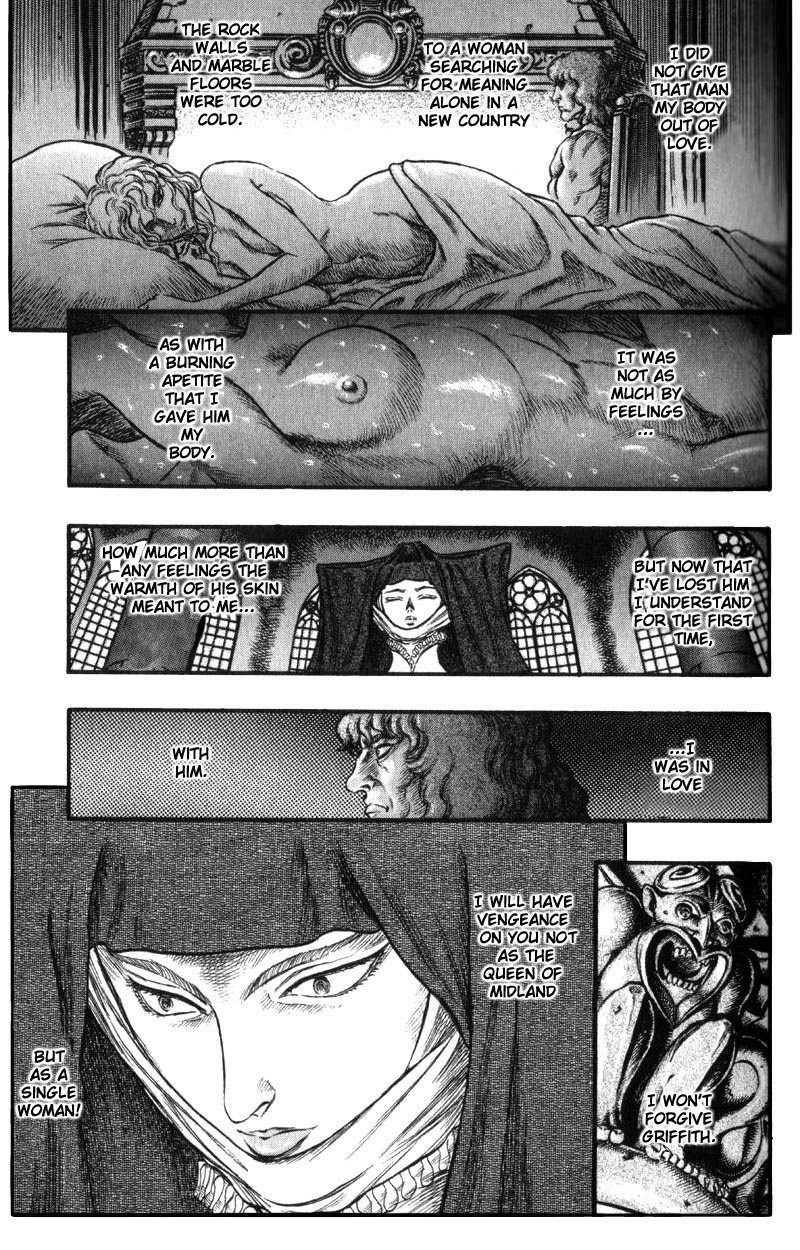 I DID
NOT GIVE
THAT MAN
MY BODY
OUT OF
LOVE.
TO A WOMAN
SEARCHING
FOR MEANING
ALONE IN A
NEW COUNTRY
THE ROCK
WALLS
AND MARBLE
FLOORS
WERE TOO
COLD.
IT WAS
NOT AS
MUCH BY
FEELINGS
...
AS WITH
A BURNING
APETITE
THAT I
GAVE HIM
MY
BODY.
BUT NOW THAT
I'VE LOST HIM
I UNDERSTAND
FOR THE FIRST
TIME,
HOW MUCH MORE THAN
ANY FEELINGS THE
WARMTH OF HIS SKIN
MEANT TO ME...
...I
WAS IN
LOVE
WITH
HIM.
I WON'T
FORGIVE
GRIFFITH.
I WILL HAVE
VENGEANCE
ON YOU NOT
AS THE
QUEEN OF
MIDLAND
BUT
AS A
SINGLE
WOMAN!